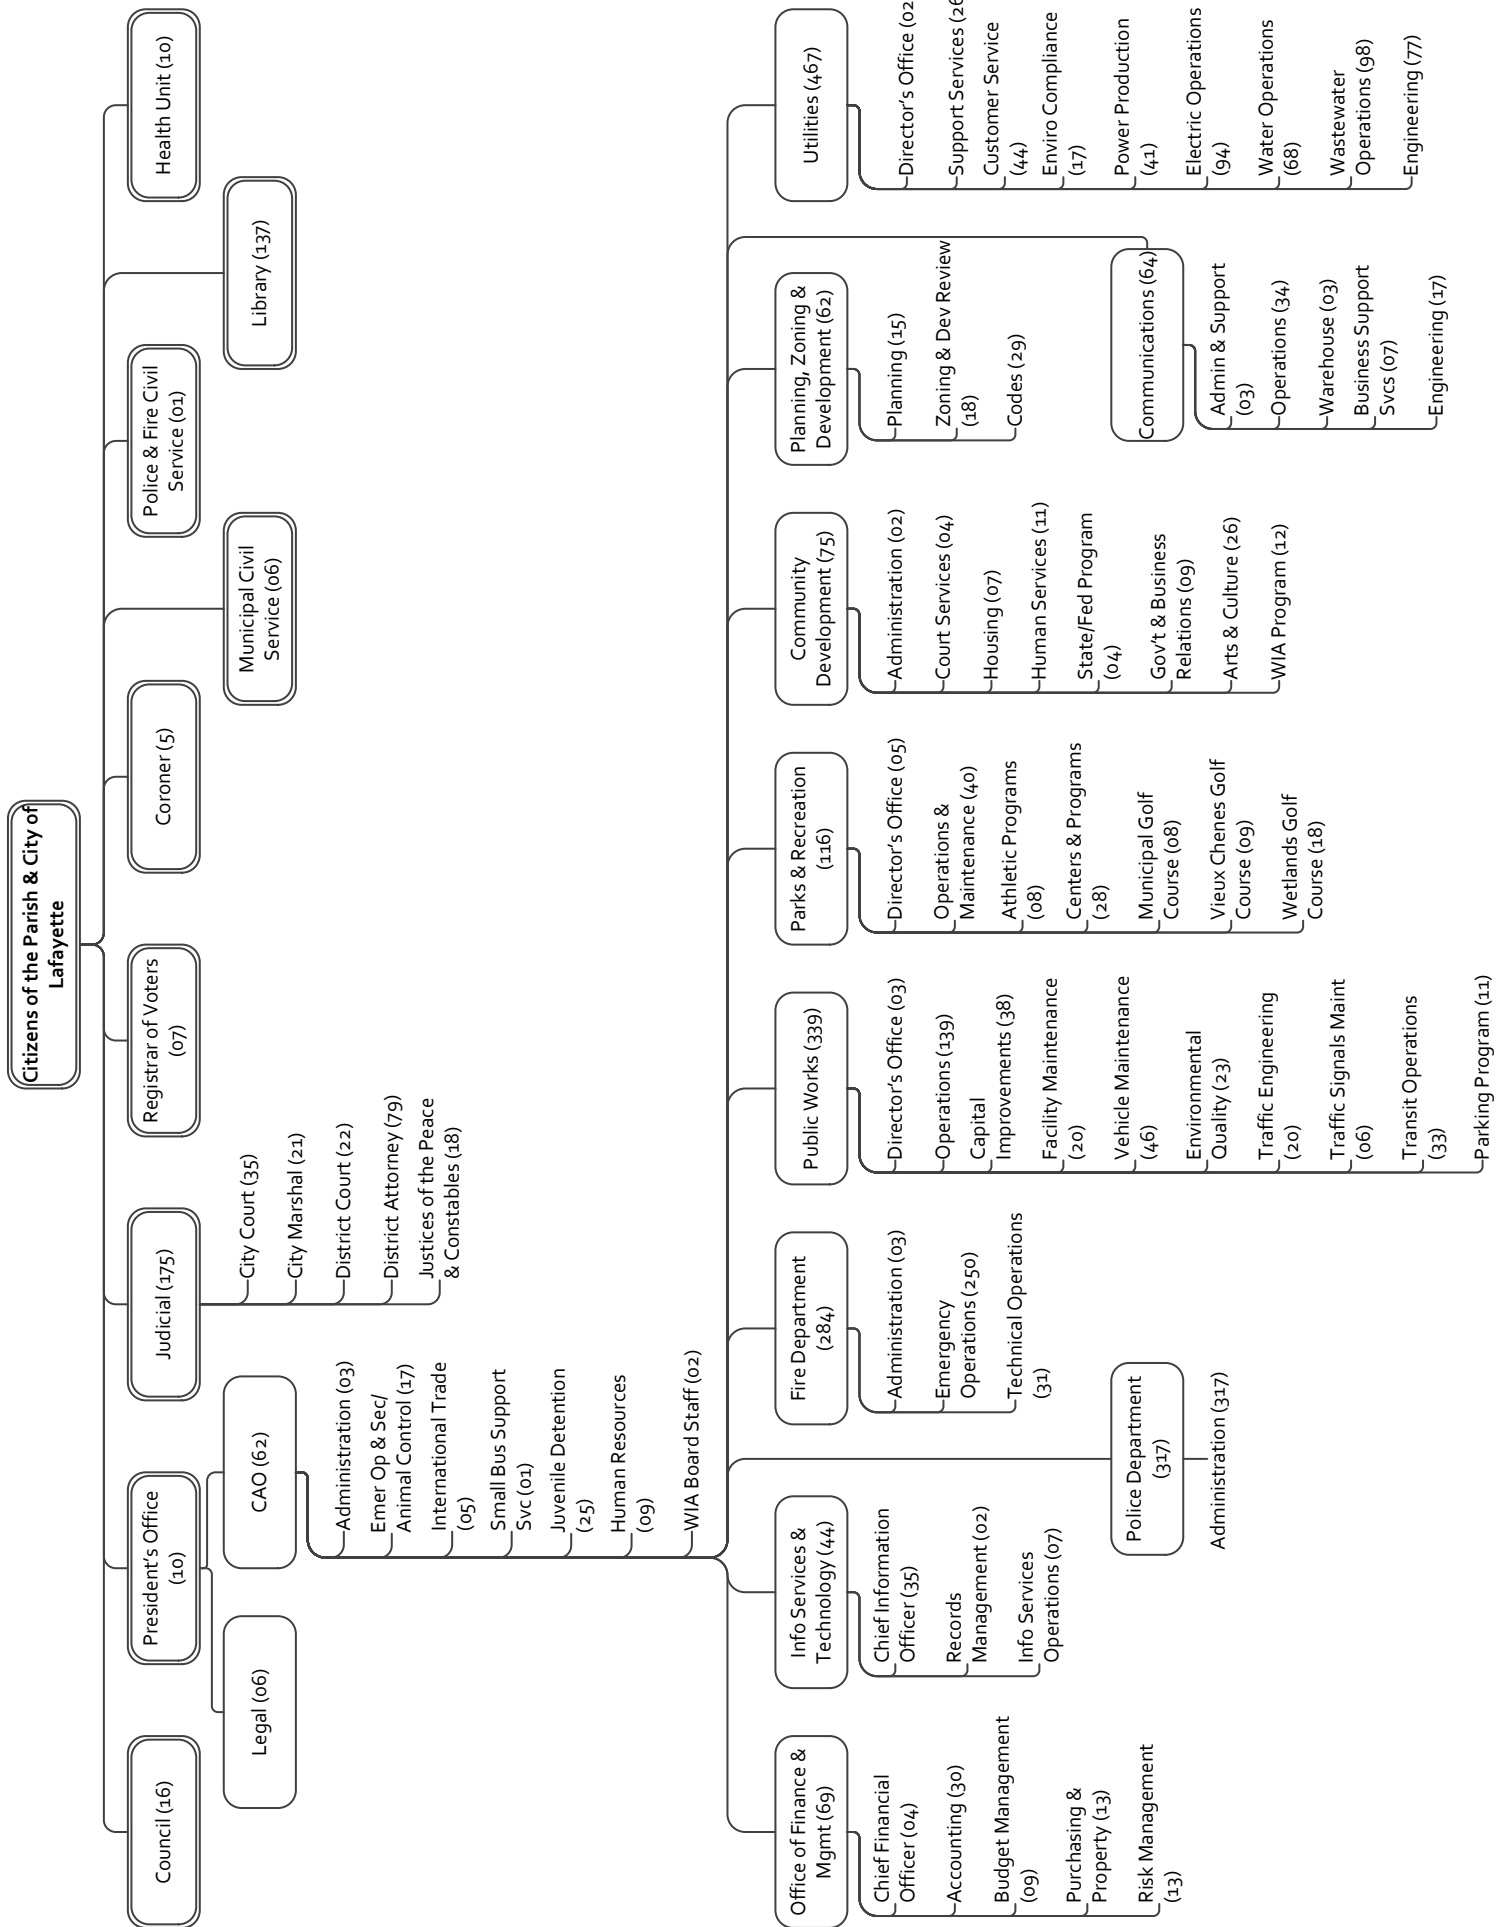 Citizens of the Parish & City of
Lafayette
Council (16)
President's Office
(10)
Judicial (175)
Registrar of Voters
(07)
Coroner (5)
Police & Fire Civil
Service (01)
Health Unit (10)
Legal (06)
CAO (62)
Municipal Civil
Service (06)
Library (137)
City Court (35)
City Marshal (21)
District Court (22)
District Attorney (79)
Justices of the Peace
& Constables (18)
Administration (03)
Emer Op & Sec/
Animal Control (17)
International Trade
(05)
Small Bus Support
Svc (01)
Juvenile Detention
(25)
Human Resources
(09)
WIA Board Staff (02)
Office of Finance &
Mgmt (69)
Chief Financial
Officer (04)
Accounting (30)
Budget Management
(09)
Purchasing &
Property (13)
Risk Management
(13)
Info Services &
Technology (44)
Chief Information
Officer (35)
Records
Management (02)
Info Services
Operations (07)
Police Department
(317)
Administration (317)
Fire Department
(284)
Administration (03)
Emergency
Operations (250)
Technical Operations
(31)
Public Works (339)
Director's Office (03)
Operations (139)
Capital
Improvements (38)
Facility Maintenance
(20)
Vehicle Maintenance
(46)
Environmental
Quality (23)
Traffic Engineering
(20)
Traffic Signals Maint
(06)
Transit Operations
(33)
Parking Program (11)
Parks & Recreation
(116)
Director's Office (05)
Operations &
Maintenance (40)
Athletic Programs
(08)
Centers & Programs
(28)
Municipal Golf
Course (08)
Vieux Chenes Golf
Course (09)
Wetlands Golf
Course (18)
Community
Development (75)
Administration (02)
Court Services (04)
Housing (07)
Human Services (11)
State/Fed Program
(04)
Gov't & Business
Relations (09)
Arts & Culture (26)
WIA Program (12)
Planning, Zoning &
Development (62)
Planning (15)
Zoning & Dev Review
(18)
Codes (29)
Communications (64)
Admin & Support
(03)
Operations (34)
Warehouse (03)
Business Support
Svcs (07)
Engineering (17)
Utilities (467)
Director's Office (02
Support Services (26
Customer Service
(44)
Enviro Compliance
(17)
Power Production
(41)
Electric Operations
(94)
Water Operations
(68)
Wastewater
Operations (98)
Engineering (77)